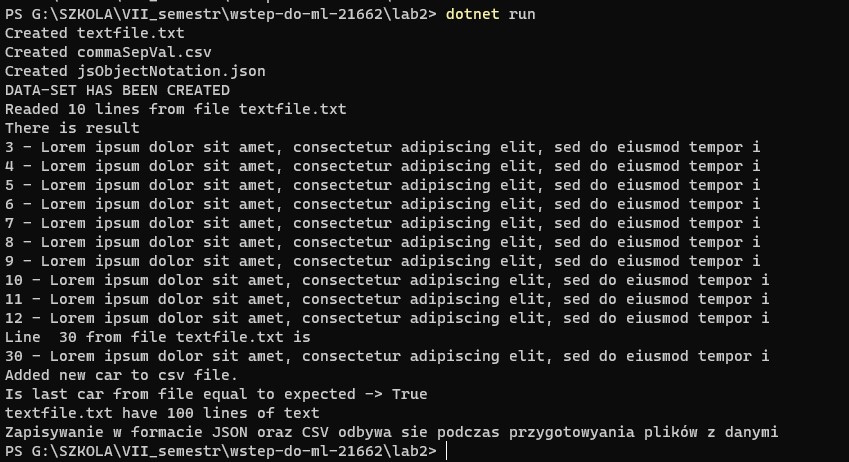 PS G:\SZKOLA\VII_semestr\wstep-do-ml-21662\lab2> dotnet run
Created textfile.txt
Created commaSepVal.csv
Created jsObjectNotation.json
DATA-SET HAS BEEN CREATED
Readed 10 lines from file textfile.txt
There is result
3 - Lorem ipsum dolor sit amet, consectetur adipiscing elit, sed do eiusmod tempor i
4 - Lorem ipsum dolor sit amet, consectetur adipiscing elit, sed do eiusmod tempor i
5 - Lorem ipsum dolor sit amet, consectetur adipiscing elit, sed do eiusmod tempor i
6 - Lorem ipsum dolor sit amet, consectetur adipiscing elit, sed do eiusmod tempor i
7 - Lorem ipsum dolor sit amet, consectetur adipiscing elit, sed do eiusmod tempor i
8 - Lorem ipsum dolor sit amet, consectetur adipiscing elit, sed do eiusmod tempor i
9 - Lorem ipsum dolor sit amet, consectetur adipiscing elit, sed do eiusmod tempor i
10 - Lorem ipsum dolor sit amet, consectetur adipiscing elit, sed do eiusmod tempor i
11 - Lorem ipsum dolor sit amet, consectetur adipiscing elit, sed do eiusmod tempor i
12 - Lorem ipsum dolor sit amet, consectetur adipiscing elit, sed do eiusmod tempor i
Line  30 from file textfile.txt is
30 - Lorem ipsum dolor sit amet, consectetur adipiscing elit, sed do eiusmod tempor i
Added new car to csv file.
Is last car from file equal to expected -> True
textfile.txt have 100 lines of text
Zapisywanie w formacie JSON oraz CSV odbywa sie podczas przygotowyania plików z danymi
PS G:\SZKOLA\VII_semestr\wstep-do-ml-21662\lab2>